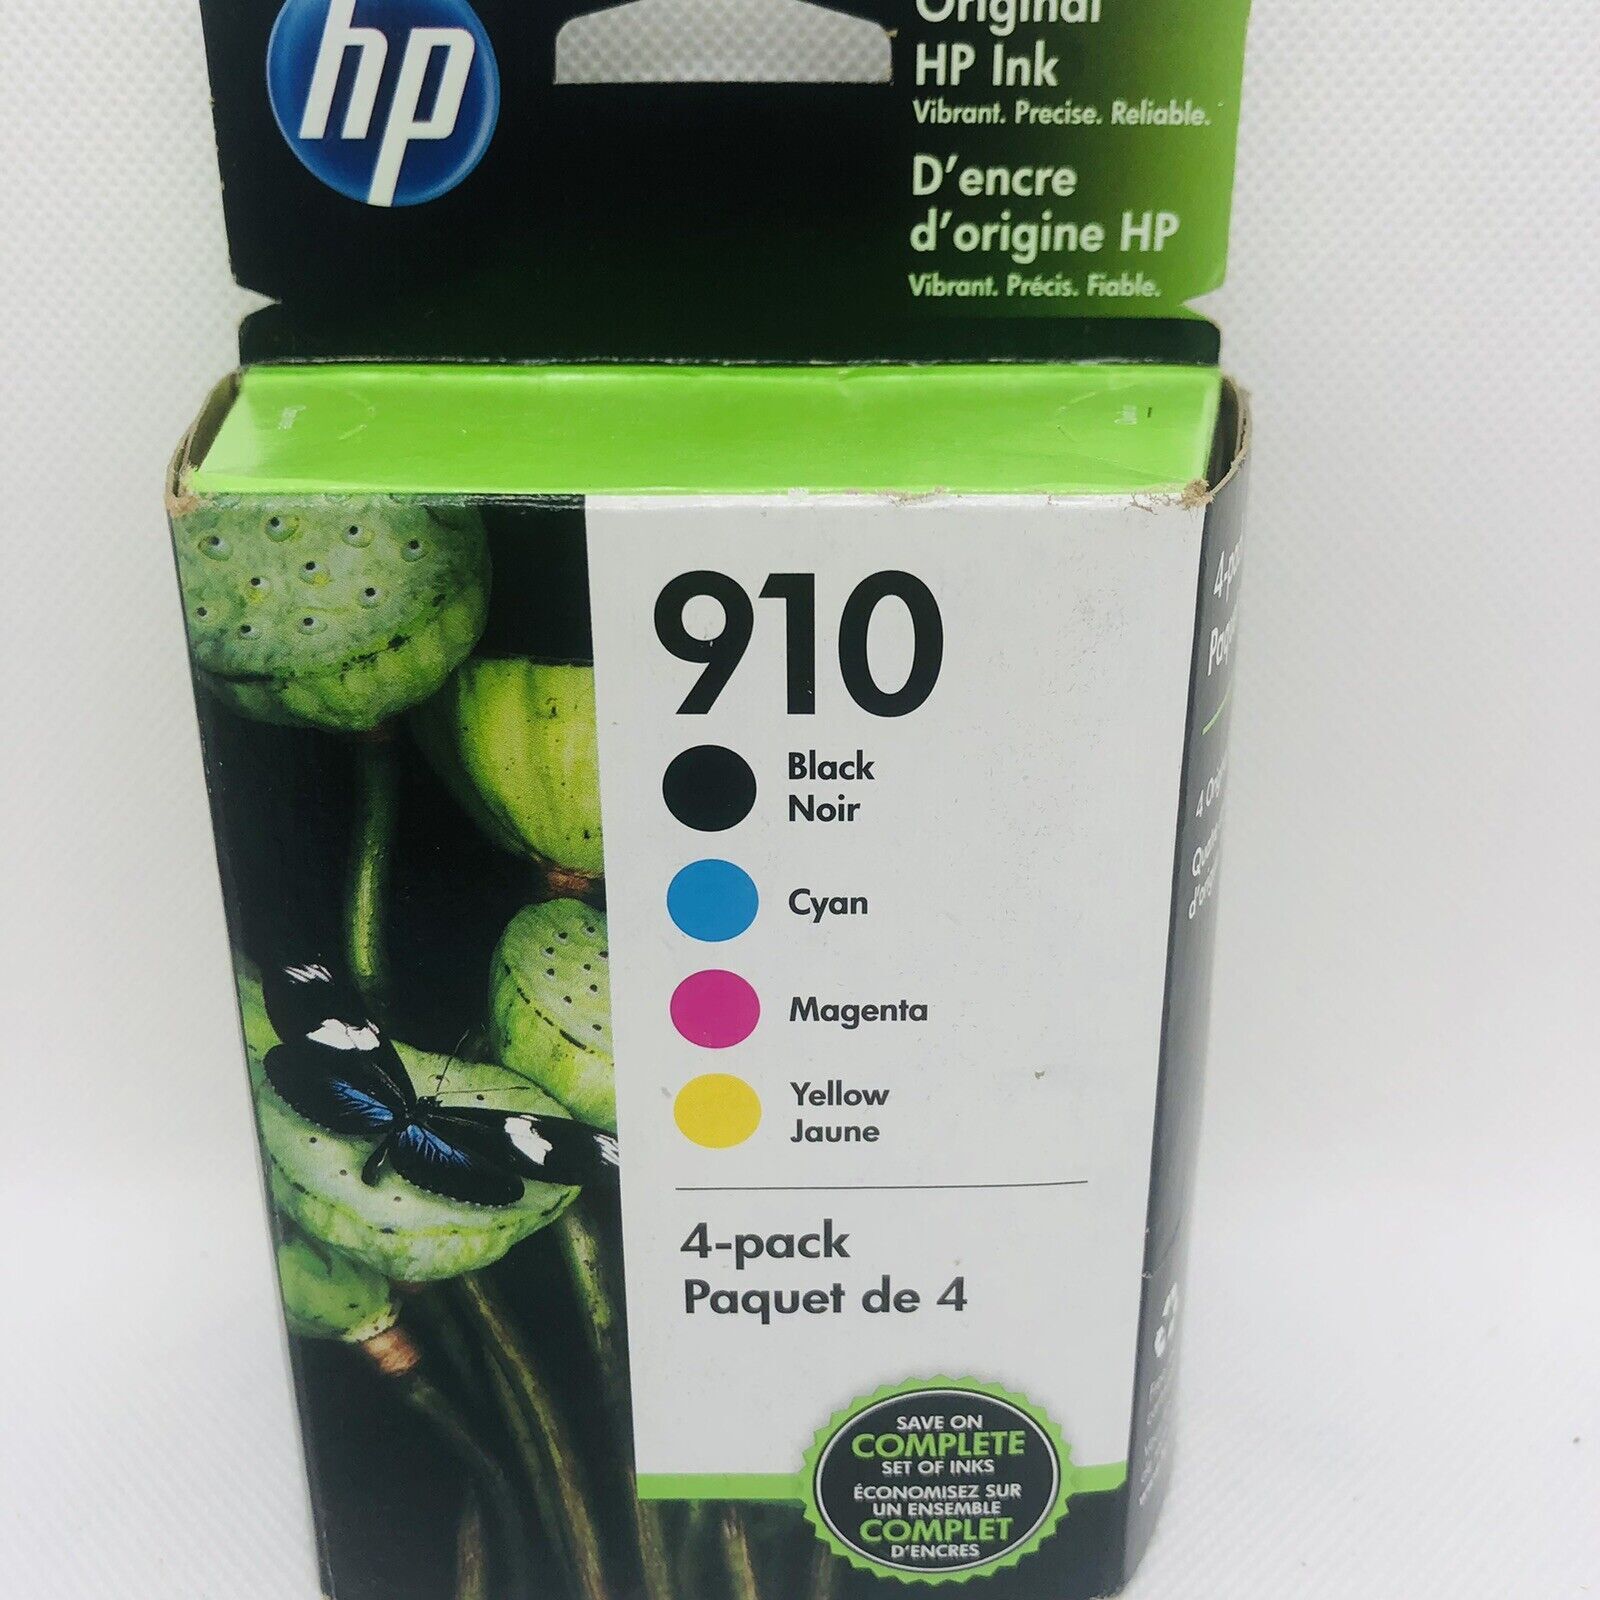 hp
Original
HP Ink
Vibrant. Precise. Reliable.
D'encre
d'origine HP
Vibrant. Précis. Fiable.
910
Black
Noir
Cyan
Magenta
Yellow
Jaune
4-pack
Paquet de 4
SAVE ON
COMPLETE
SET OF INKS
ÉCONOMISEZ SUR
UN ENSEMBLE
COMPLET
D'ENCRES